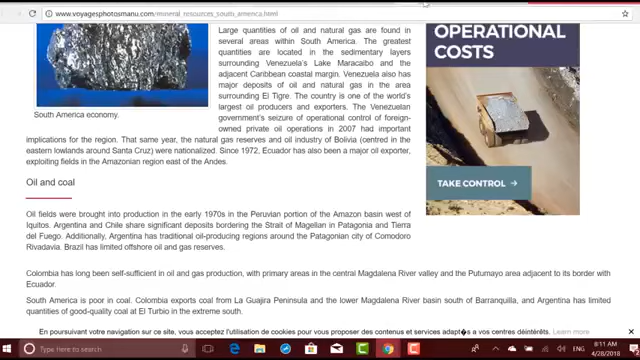 www.voyagesphotosmanu.com/mineral_resources_south_america.html
Large quantities of oil and natural gas are found in
several areas within South America. The greatest
quantities are located in the sedimentary layers
surrounding Venezuela's Lake Maracaibo and
the adjacent Caribbean coastal margin. Venezuela also has
major deposits of oil and natural gas in the area
surrounding El Tigre. The country is one of the world's
largest oil producers and exporters. The Venezuelan
government's seizure of operational control of foreign-
owned private oil operations in 2007 had important
South America economy.
implications for the region. That same year, the natural gas reserves and oil industry of Bolivia (centred in the
eastern lowlands around Santa Cruz) were nationalized. Since 1972, Ecuador has also been a major oil exporter,
exploiting fields in the Amazonian region east of the Andes.
OPERATIONAL
COSTS
TAKE CONTROL →
Oil and coal
Oil fields were brought into production in the early 1970s in the Peruvian portion of the Amazon basin west of
Iquitos. Argentina and Chile share significant deposits bordering the Strait of Magellan in Patagonia and Tierra
del Fuego. Additionally, Argentina has traditional oil-producing regions around the Patagonian city of Comodoro
Rivadavia. Brazil has limited offshore oil and gas reserves.
Colombia has long been self-sufficient in oil and gas production, with primary areas in the central Magdalena River valley and the Putumayo area adjacent to its border with
Ecuador.
South America is poor in coal. Colombia exports coal from La Guajira Peninsula and the lower Magdalena River basin south of Barranquilla, and Argentina has limited
quantities of good-quality coal at El Turbio in the extreme south.
En poursuivant votre navigation sur ce site, vous acceptez l'utilisation de cookies pour vous proposer des contenus et services adapt�s à vos centres d'intérêts. Learn more
Type here to search
ENG
8:11 AM
4/28/2018